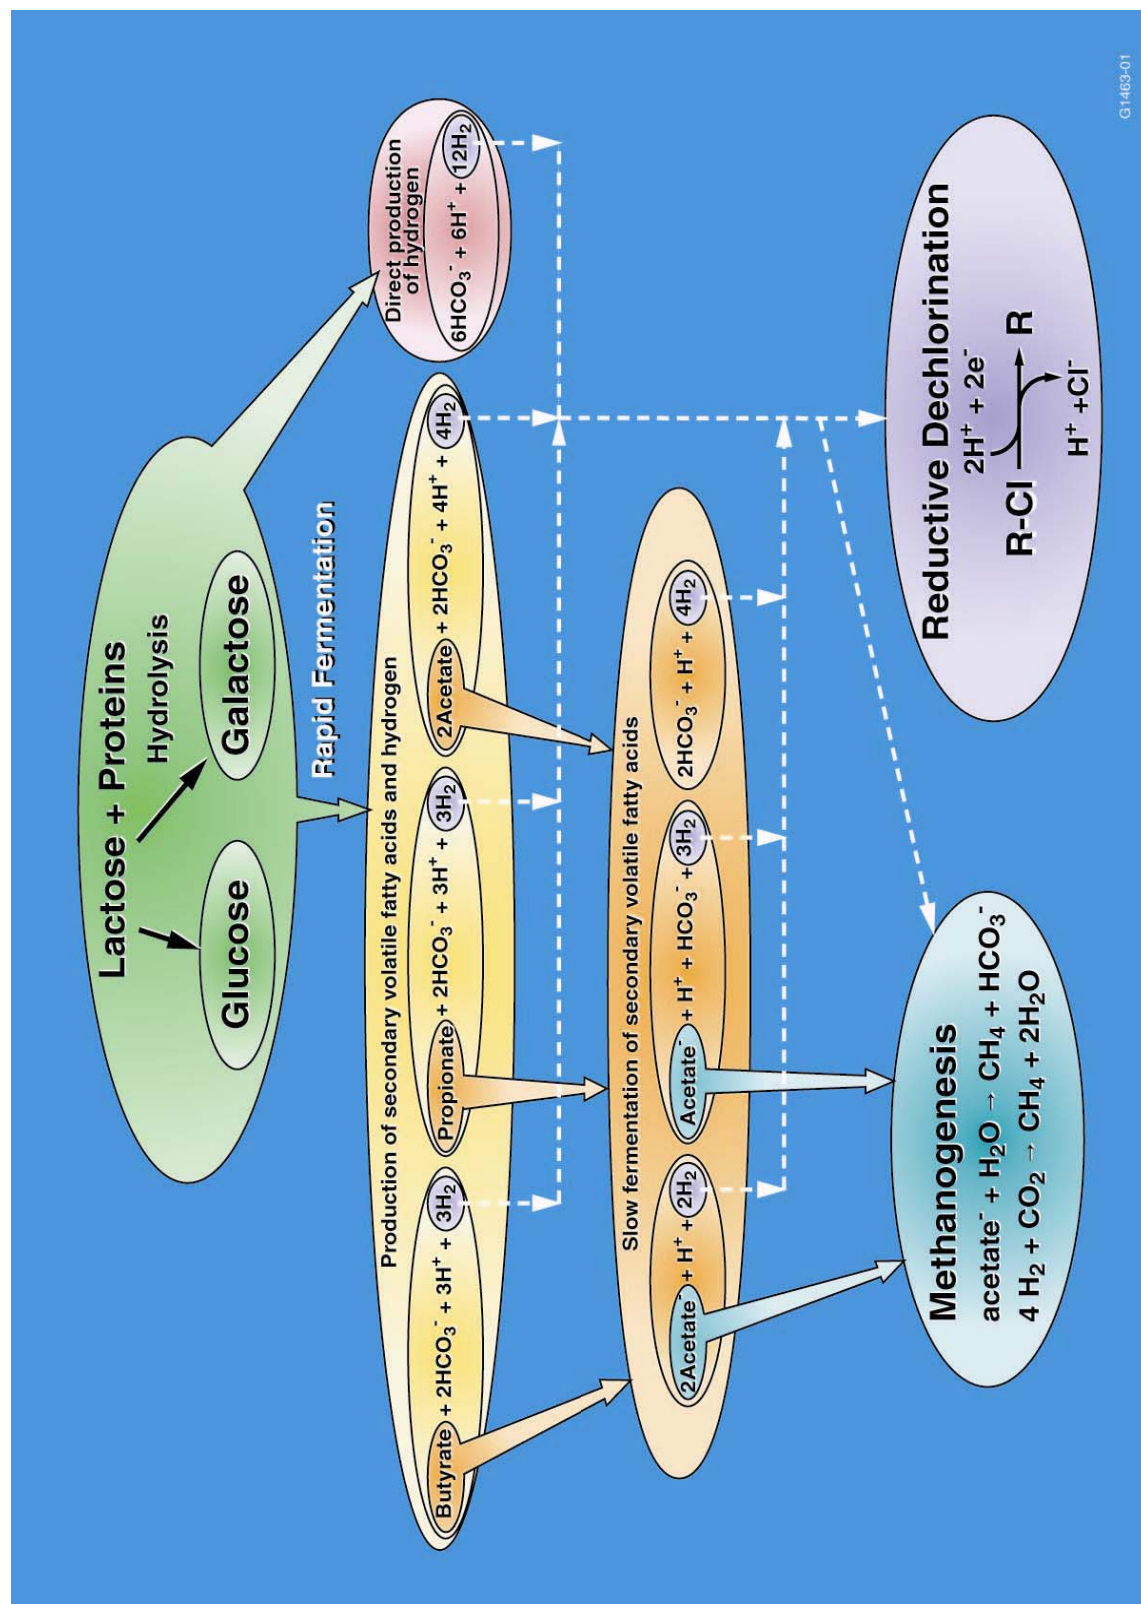 Lactose + Proteins
Hydrolysis
Glucose
Galactose
Rapid Fermentation
Production of secondary volatile fatty acids and hydrogen
Butyrate + 2HCO₃⁻ + 3H⁺ + 3H₂
Propionate + 2HCO₃⁻ + 3H⁺ + 3H₂
2Acetate + 2HCO₃⁻ + 4H⁺ + 4H₂
Direct production
of hydrogen
6HCO₃⁻ + 6H⁺ + 12H₂
Slow fermentation of secondary volatile fatty acids
2Acetate⁻ + H⁺ + 2H₂
Acetate⁻ + H⁺ + HCO₃⁻ + 3H₂
2HCO₃⁻ + H⁺ + 4H₂
Methanogenesis
acetate⁻ + H₂O → CH₄ + HCO₃⁻
4 H₂ + CO₂ → CH₄ + 2H₂O
Reductive Dechlorination
2H⁺ + 2e⁻
R-Cl → R
H⁺ +Cl⁻
G1463-01